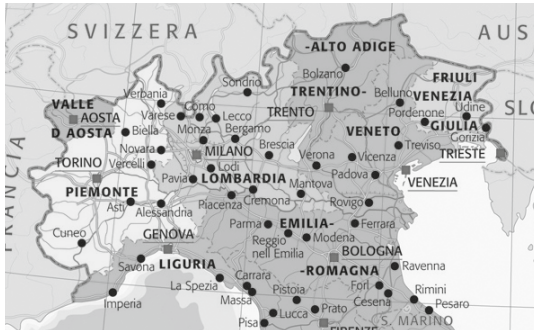 SVIZZERA
AUS
-ALTO ADIGE
Bolzano
FRIULI
Sondrio
TRENTINO-
Belluno
VENEZIA
Verbania
VALLE
Como
Udine
SLO
AOSTA
Varese
Lecco
TRENTO
Pordenone
GIULIA
D AOSTA
Biella
Monza
Bergamo
VENETO
Gorizia
Novara
MILANO
Brescia
Treviso
TRIESTE
TORINO
Vercelli
Lodi
Verona
Vicenza
Pavia
LOMBARDIA
Padova
VENEZIA
PIEMONTE
Mantova
Asti
Alessandria
Piacenza
Cremona
Rovigo
FRANCIA
Parma
EMILIA-
Ferrara
Cuneo
GENOVA
Reggio
nell Emilia
Modena
BOLOGNA
Savona
LIGURIA
-ROMAGNA
Ravenna
Carrara
La Spezia
Forlì
Imperia
Massa
Pistoia
Cesena
Rimini
Lucca
Prato
Pesaro
Pisa
S. MARINO
FIRENZE